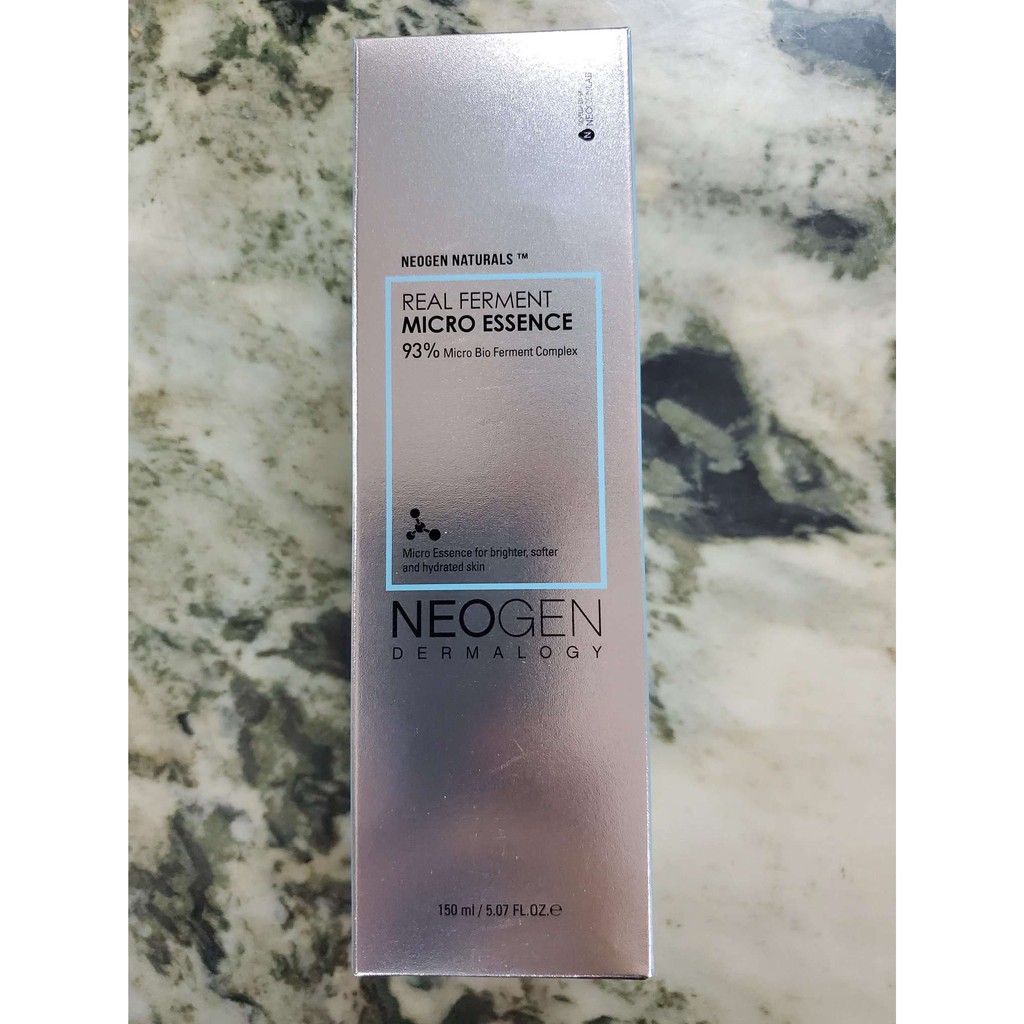 N NEOGENLAB
NEOGEN NATURALS ™
REAL FERMENT
MICRO ESSENCE
93% Micro Bio Ferment Complex
Micro Essence for brighter, softer
and hydrated skin
NEOGEN
DERMALOGY
150 ml / 5.07 FL.OZ.℮